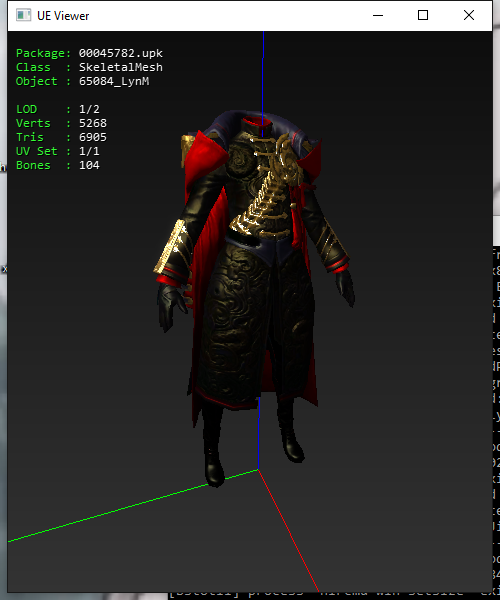 UE Viewer
Package: 00045782.upk
Class : SkeletalMesh
Object : 65084_LynM
LOD : 1/2
Verts : 5268
Tris : 6905
UV Set : 1/1
Bones : 104